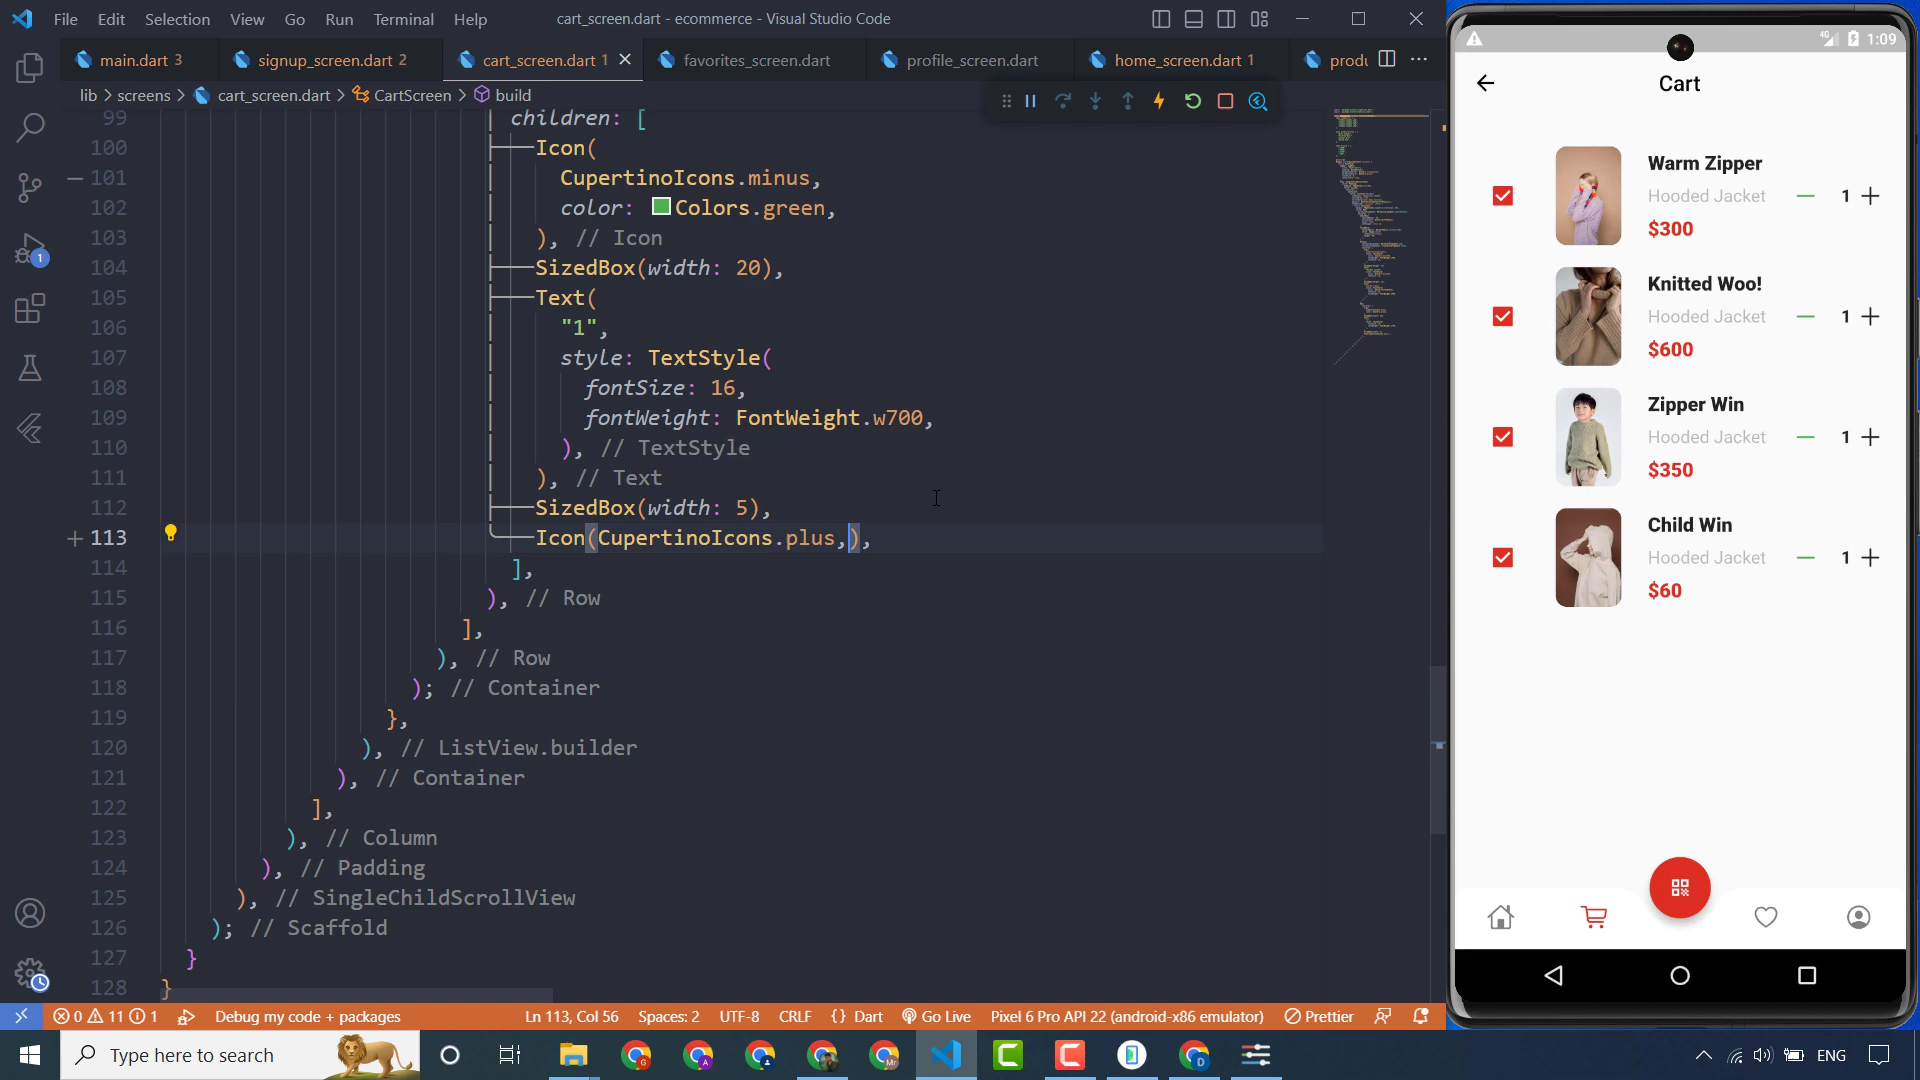 File Edit Selection View Go Run Terminal Help
cart_screen.dart - ecommerce - Visual Studio Code
main.dart 3
signup_screen.dart 2
cart_screen.dart 1
favorites_screen.dart
profile_screen.dart
home_screen.dart 1
produ
lib > screens > cart_screen.dart > CartScreen > build
99 children: [
100 Icon(
101 CupertinoIcons.minus,
102 color: Colors.green,
103 ), // Icon
104 SizedBox(width: 20),
105 Text(
106 "1",
107 style: TextStyle(
108 fontSize: 16,
109 fontWeight: FontWeight.w700,
110 ), // TextStyle
111 ), // Text
112 SizedBox(width: 5),
113 Icon(CupertinoIcons.plus,),
114 ],
115 ), // Row
116 ],
117 ), // Row
118 ); // Container
119 },
120 ), // ListView.builder
121 ), // Container
122 ],
123 ), // Column
124 ), // Padding
125 ), // SingleChildScrollView
126 ); // Scaffold
127 }
128 }
1
0 11 1 Debug my code + packages Ln 113, Col 56 Spaces: 2 UTF-8 CRLF {} Dart Go Live Pixel 6 Pro API 22 (android-x86 emulator) Prettier
Type here to search
ENG
4G 1:09
Cart
Warm Zipper
Hooded Jacket 1
$300
Knitted Woo!
Hooded Jacket 1
$600
Zipper Win
Hooded Jacket 1
$350
Child Win
Hooded Jacket 1
$60